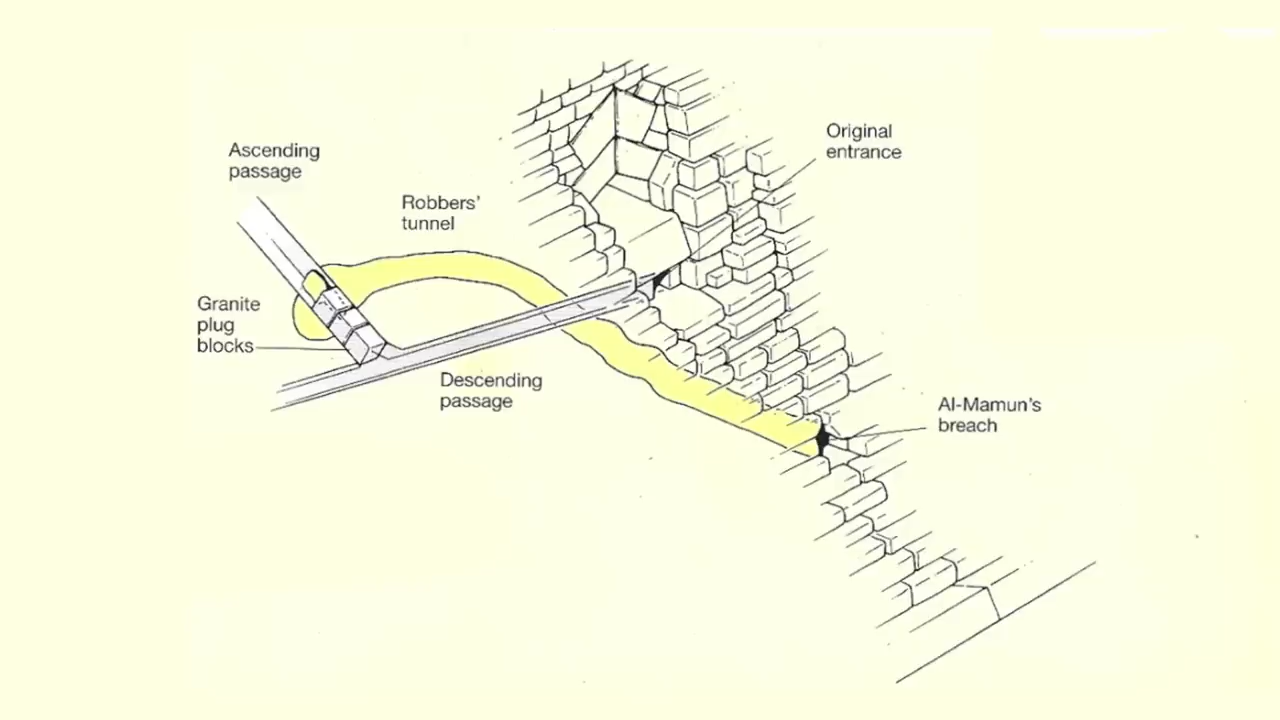 Original
entrance
Ascending
passage
Robbers'
tunnel
Granite
plug
blocks
Descending
passage
Al-Mamun's
breach